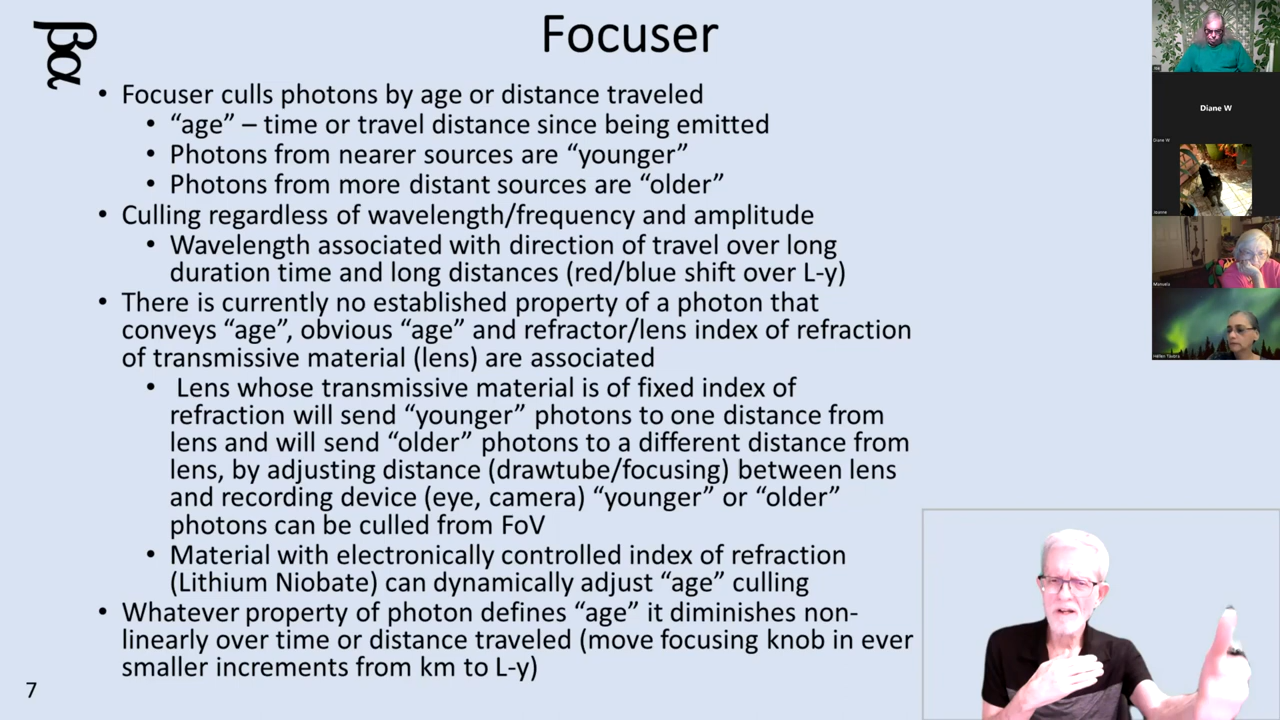 βα
Focuser
• Focuser culls photons by age or distance traveled
• “age” – time or travel distance since being emitted
• Photons from nearer sources are “younger”
• Photons from more distant sources are “older”
• Culling regardless of wavelength/frequency and amplitude
• Wavelength associated with direction of travel over long
duration time and long distances (red/blue shift over L-y)
• There is currently no established property of a photon that
conveys “age”, obvious “age” and refractor/lens index of refraction
of transmissive material (lens) are associated
• Lens whose transmissive material is of fixed index of
refraction will send “younger” photons to one distance from
lens and will send “older” photons to a different distance from
lens, by adjusting distance (drawtube/focusing) between lens
and recording device (eye, camera) “younger” or “older”
photons can be culled from FoV
• Material with electronically controlled index of refraction
(Lithium Niobate) can dynamically adjust “age” culling
• Whatever property of photon defines “age” it diminishes non-
linearly over time or distance traveled (move focusing knob in ever
smaller increments from km to L-y)
7
Diane W
Diane W
Manuela